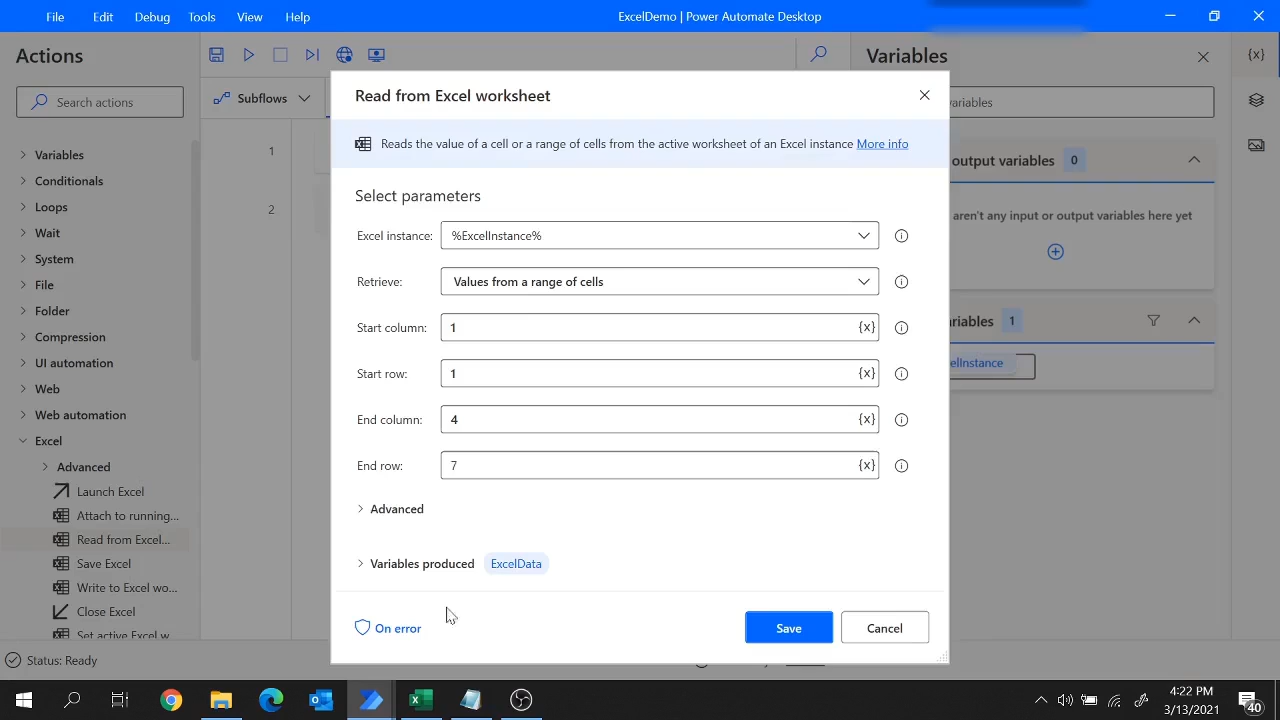 File Edit Debug Tools View Help
ExcelDemo | Power Automate Desktop
Actions
Search actions
Variables
Conditionals
Loops
Wait
System
File
Folder
Compression
UI automation
Web
Web automation
Excel
Advanced
Launch Excel
Attach to running...
Read from Excel...
Save Excel
Write to Excel wo...
Close Excel
Set active Excel w
Subflows
1
2
Read from Excel worksheet
Reads the value of a cell or a range of cells from the active worksheet of an Excel instance More info
Select parameters
Excel instance: %ExcelInstance%
Retrieve: Values from a range of cells
Start column: 1 {x}
Start row: 1 {x}
End column: 4 {x}
End row: 7 {x}
Advanced
Variables produced ExcelData
On error
Save
Cancel
Variables
{x}
variables
output variables 0
aren't any input or output variables here yet
riables 1
elInstance
Status: Ready
4:22 PM
3/13/2021
40